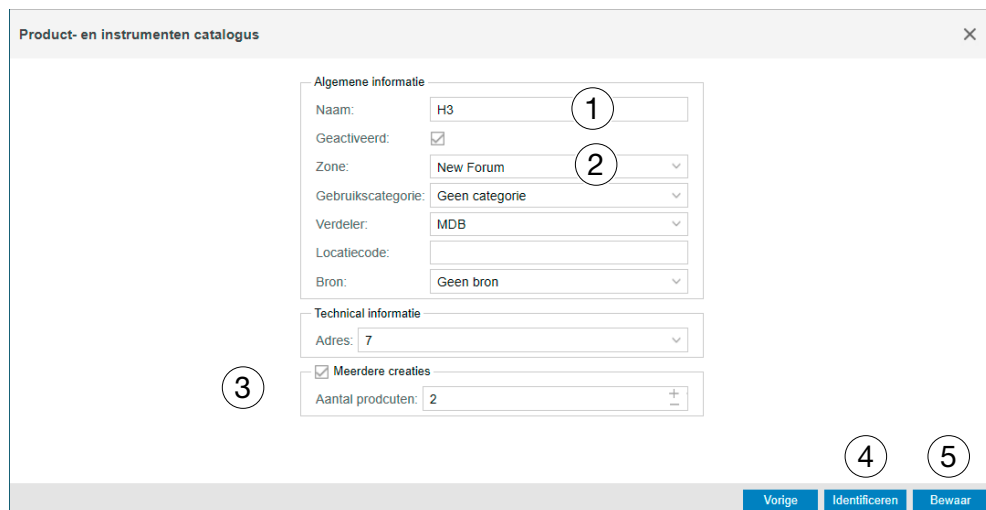 Product- en instrumenten catalogus
Algemene informatie
Naam: H3 1
Geactiveerd:
Zone: New Forum 2
Gebruikscategorie: Geen categorie
Verdeler: MDB
Locatiecode:
Bron: Geen bron
Technical informatie
Adres: 7
Meerdere creaties
3
Aantal prodcuten: 2
4 5
Vorige Identificeren Bewaar